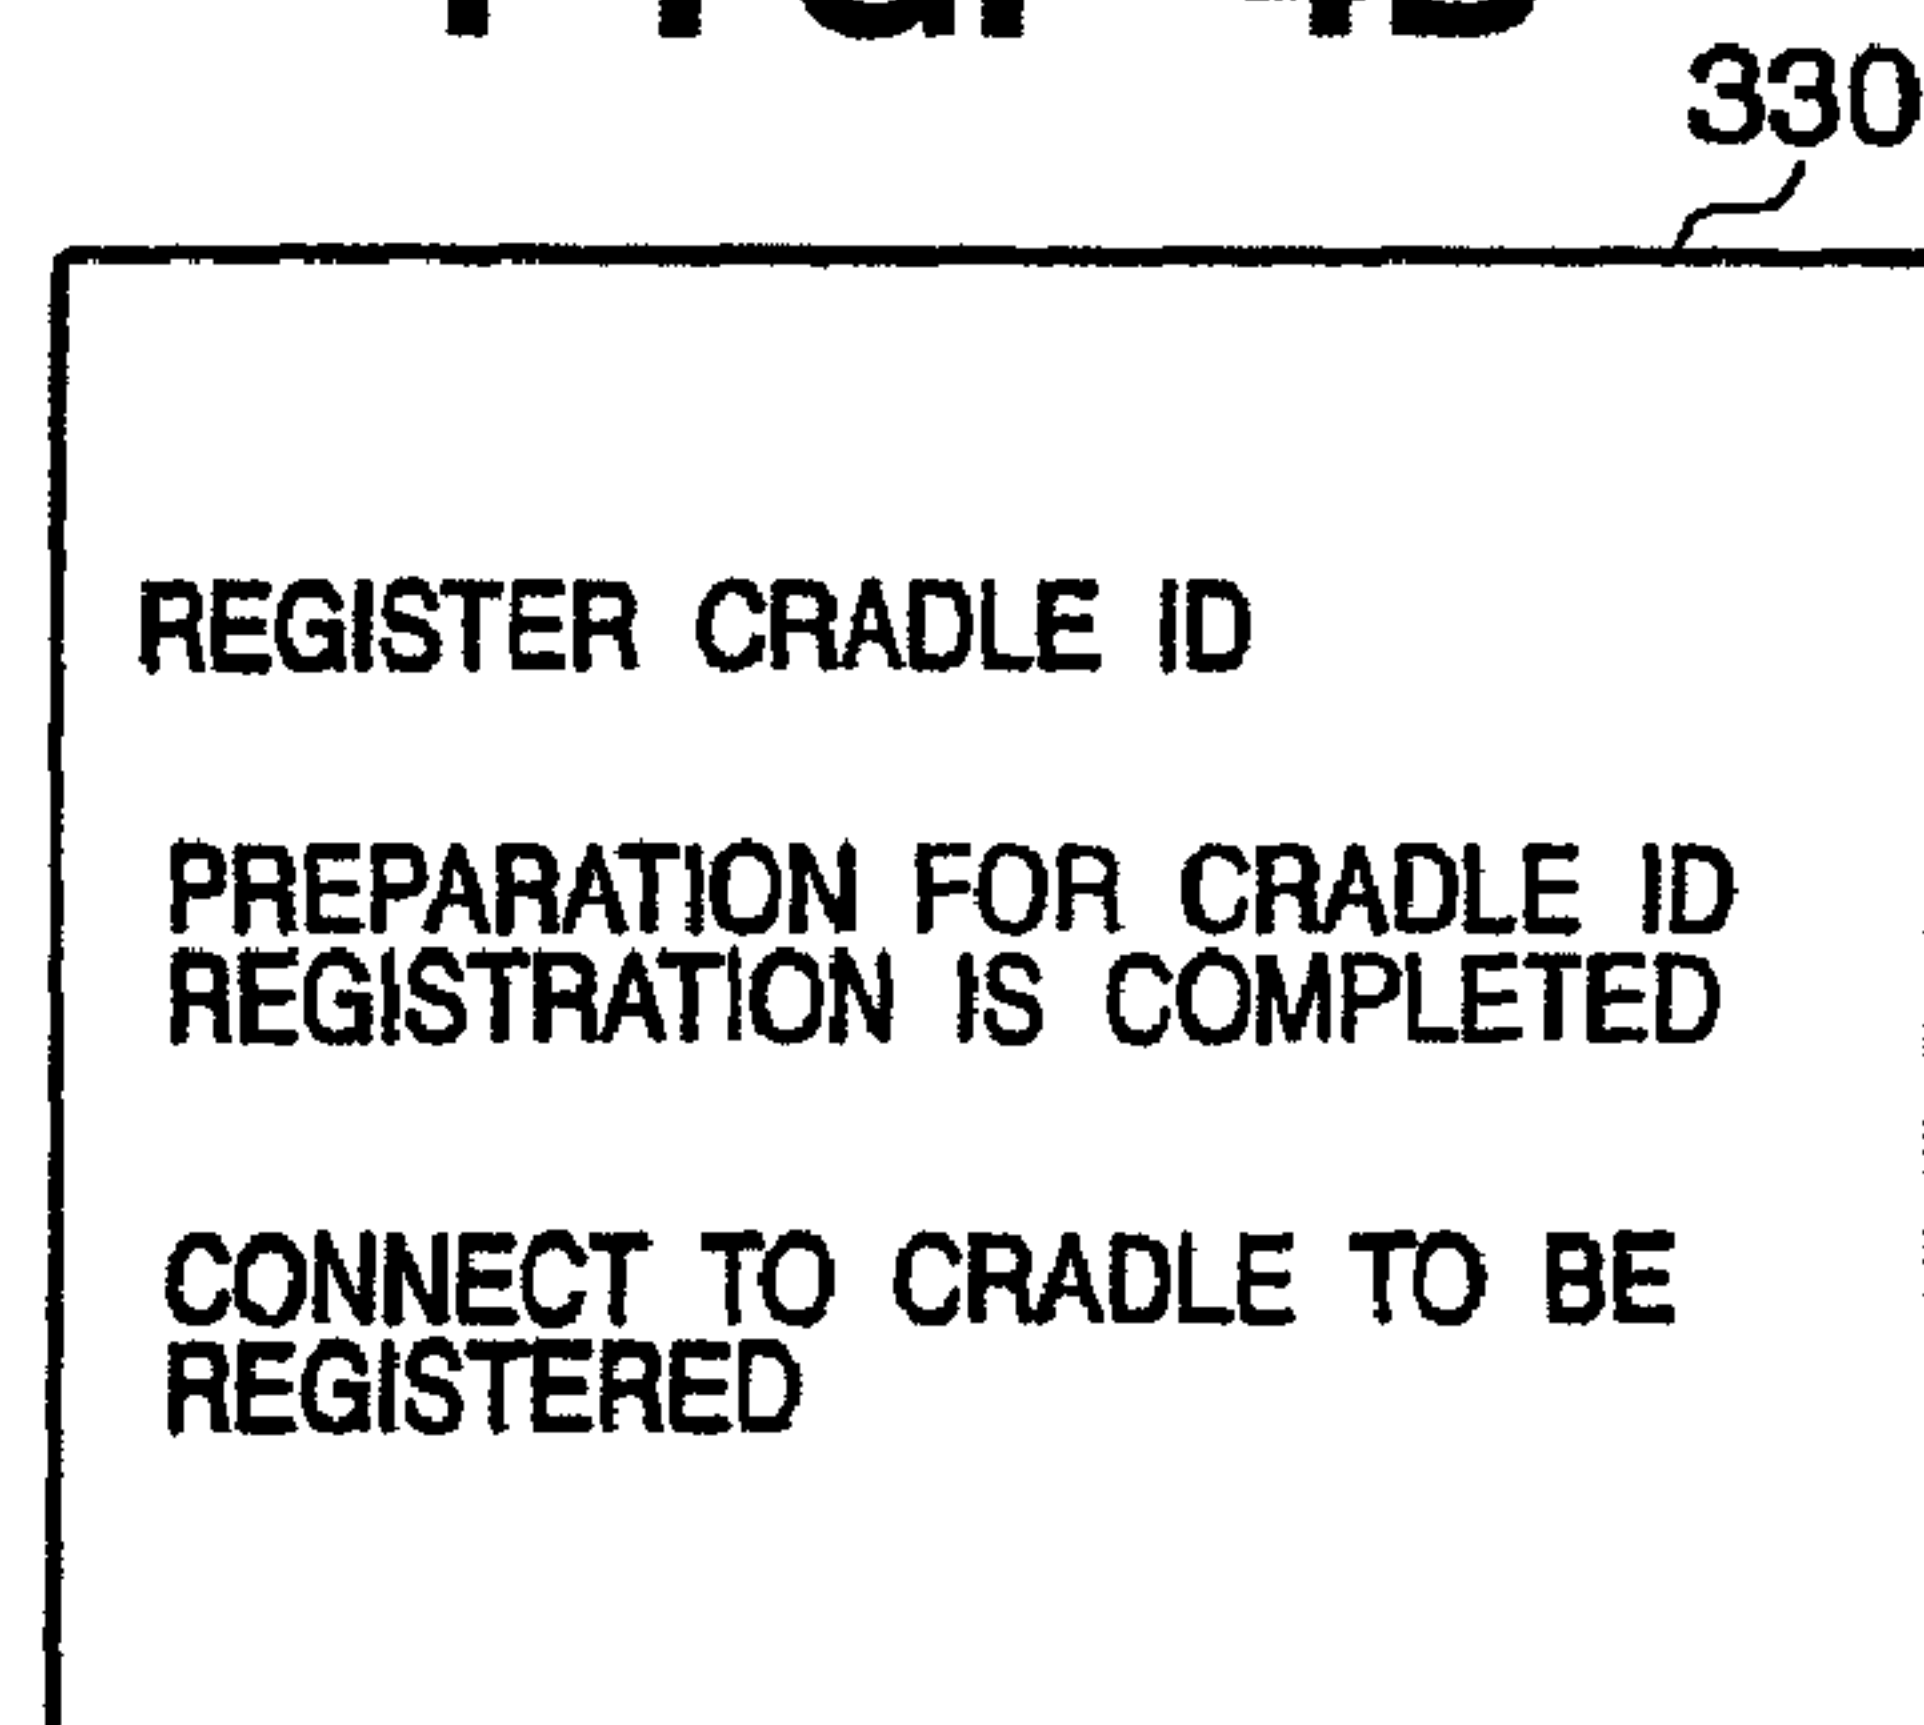 330
REGISTER CRADLE ID
PREPARATION FOR CRADLE ID
REGISTRATION IS COMPLETED
CONNECT TO CRADLE TO BE
REGISTERED